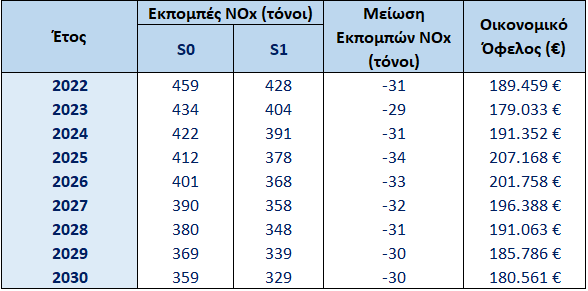 Έτος Εκπομπές NOx (τόνοι) Μείωση Εκπομπών NOx (τόνοι) Οικονομικό Όφελος (€)
S0 S1
2022 459 428 -31 189.459 €
2023 434 404 -29 179.033 €
2024 422 391 -31 191.352 €
2025 412 378 -34 207.168 €
2026 401 368 -33 201.758 €
2027 390 358 -32 196.388 €
2028 380 348 -31 191.063 €
2029 369 339 -30 185.786 €
2030 359 329 -30 180.561 €